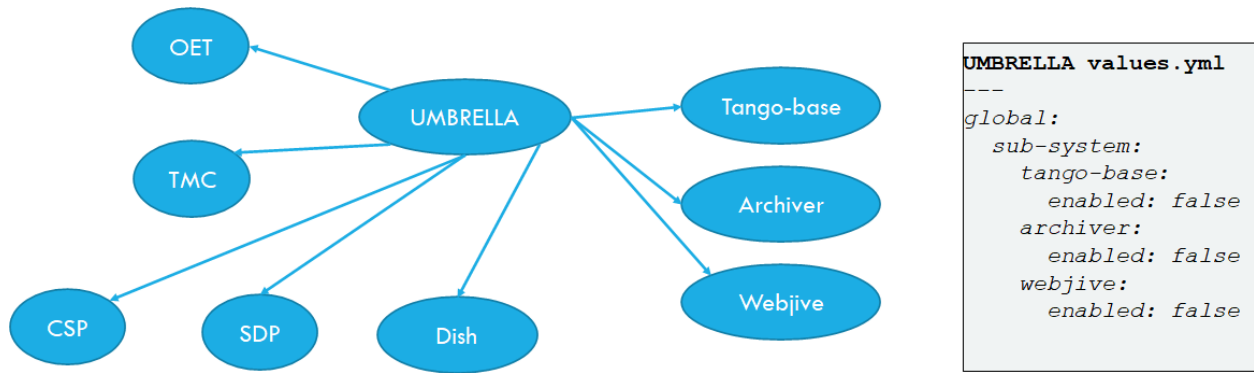 OET
UMBRELLA
Tango-base
TMC
Archiver
CSP
SDP
Dish
Webjive
UMBRELLA values.yml
---
global:
  sub-system:
    tango-base:
      enabled: false
    archiver:
      enabled: false
    webjive:
      enabled: false